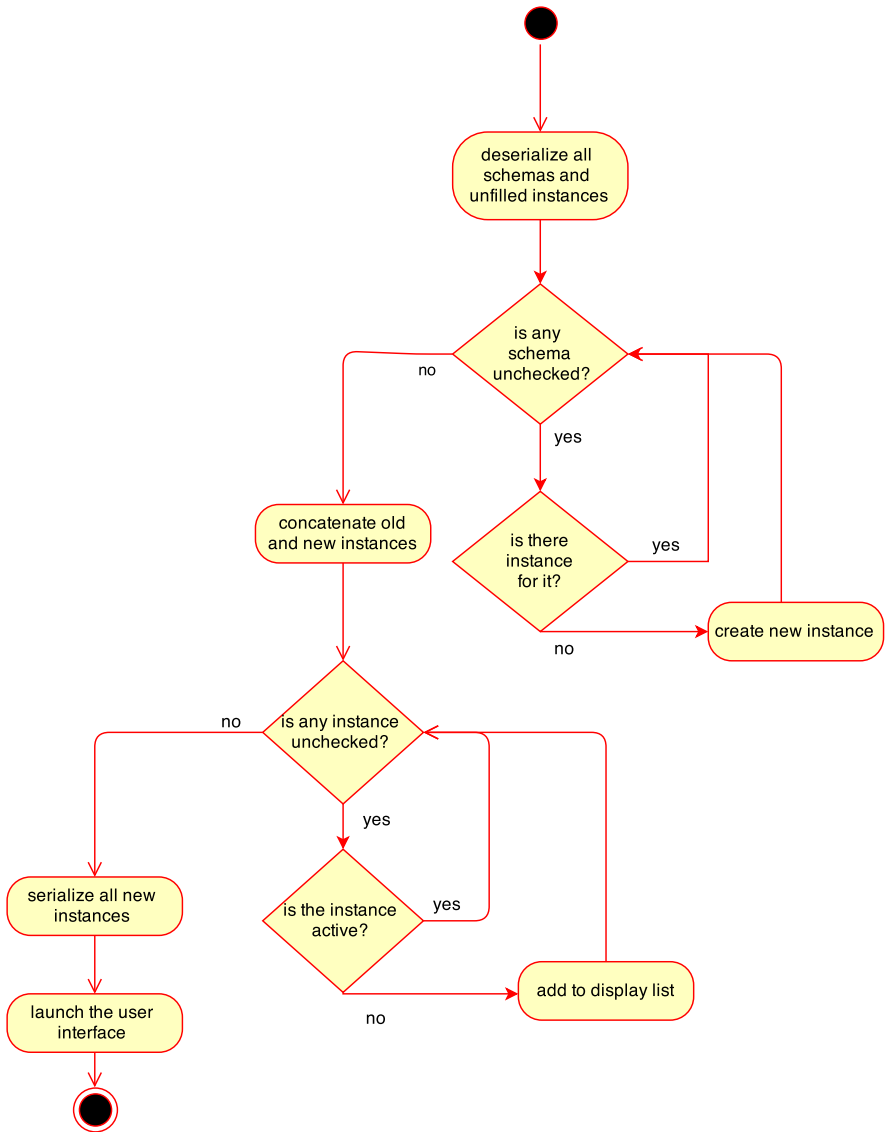 deserialize all
schemas and
unfilled instances
is any
schema
unchecked?
no
yes
concatenate old
and new instances
is there
instance
for it?
yes
no
create new instance
is any instance
unchecked?
no
yes
serialize all new
instances
is the instance
active?
yes
no
add to display list
launch the user
interface